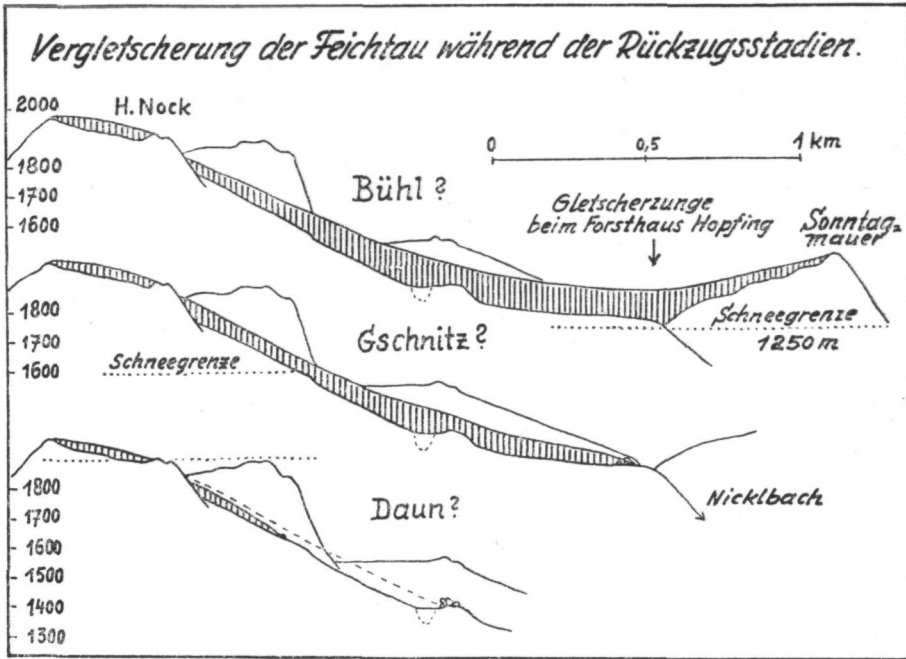 Vergletscherung der Feichtau während der Rückzugsstadien.
2000
H. Nock
1800
1700
1600
0
0,5
1 km
Bühl?
Gletscherzunge
beim Forsthaus Hopfing
Sonntag=
mauer
Schneegrenze
1250 m
1800
1700
1600
Schneegrenze
Gschnitz?
Nicklbach
1800
1700
1600
1500
1400
1300
Daun?